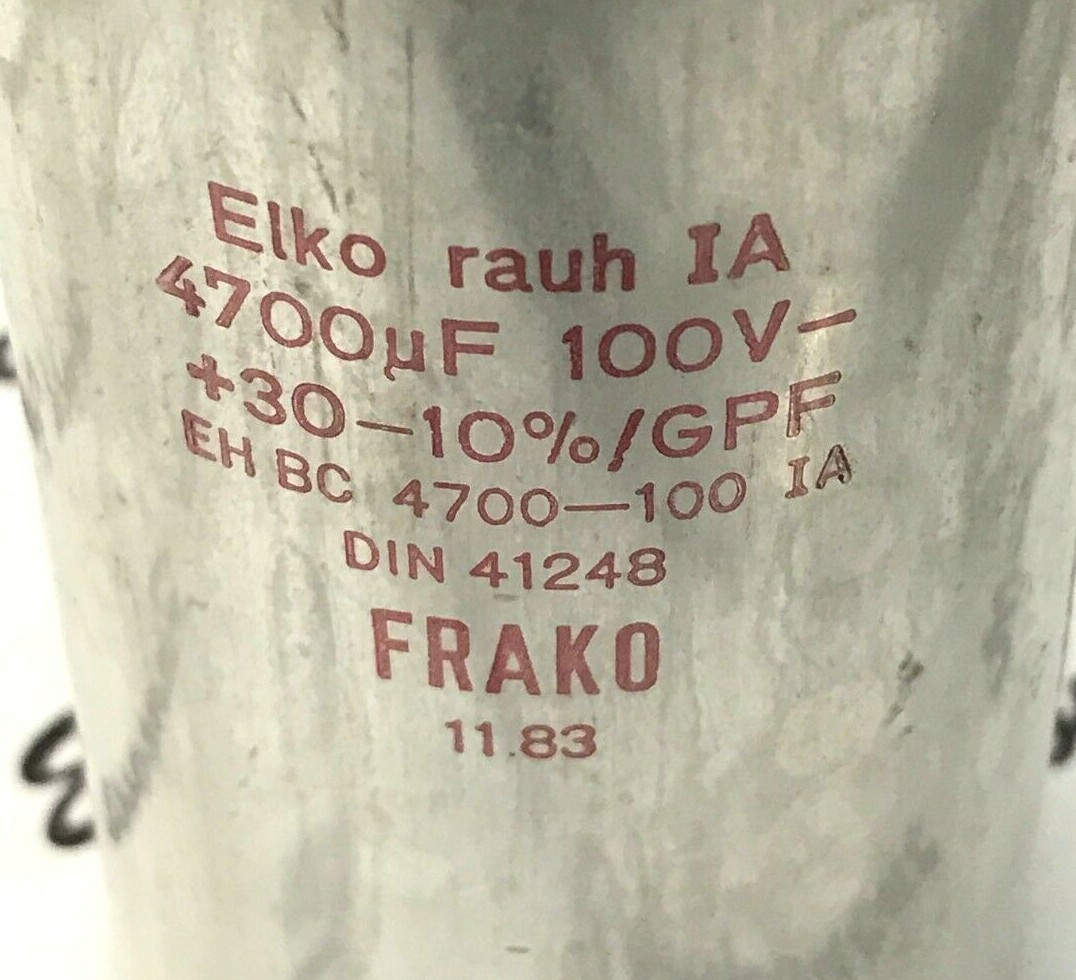 Elko rauh IA
4700µF 100V–
+30–10%/GPF
EH BC 4700—100 IA
DIN 41248
FRAKO
11.83